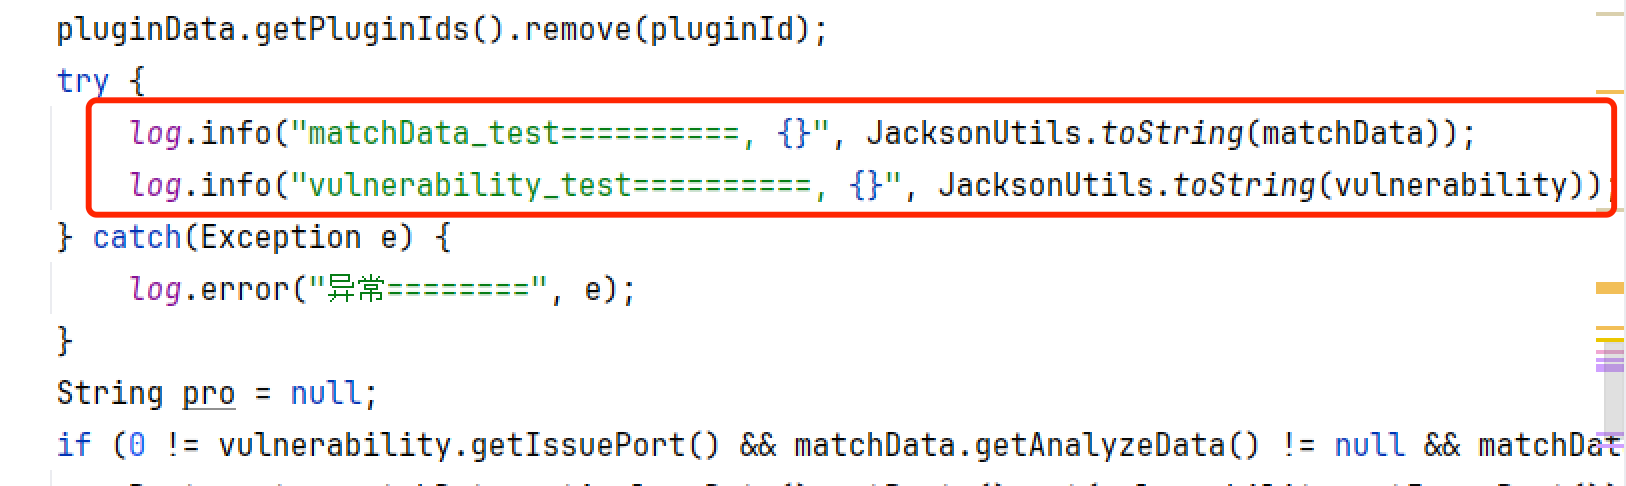 pluginData.getPluginIds().remove(pluginId);
try {
log.info("matchData_test==========, {}", JacksonUtils.toString(matchData));
log.info("vulnerability_test==========, {}", JacksonUtils.toString(vulnerability));
} catch(Exception e) {
log.error("异常========", e);
}
String pro = null;
if (0 != vulnerability.getIssuePort() && matchData.getAnalyzeData() != null && matchDat